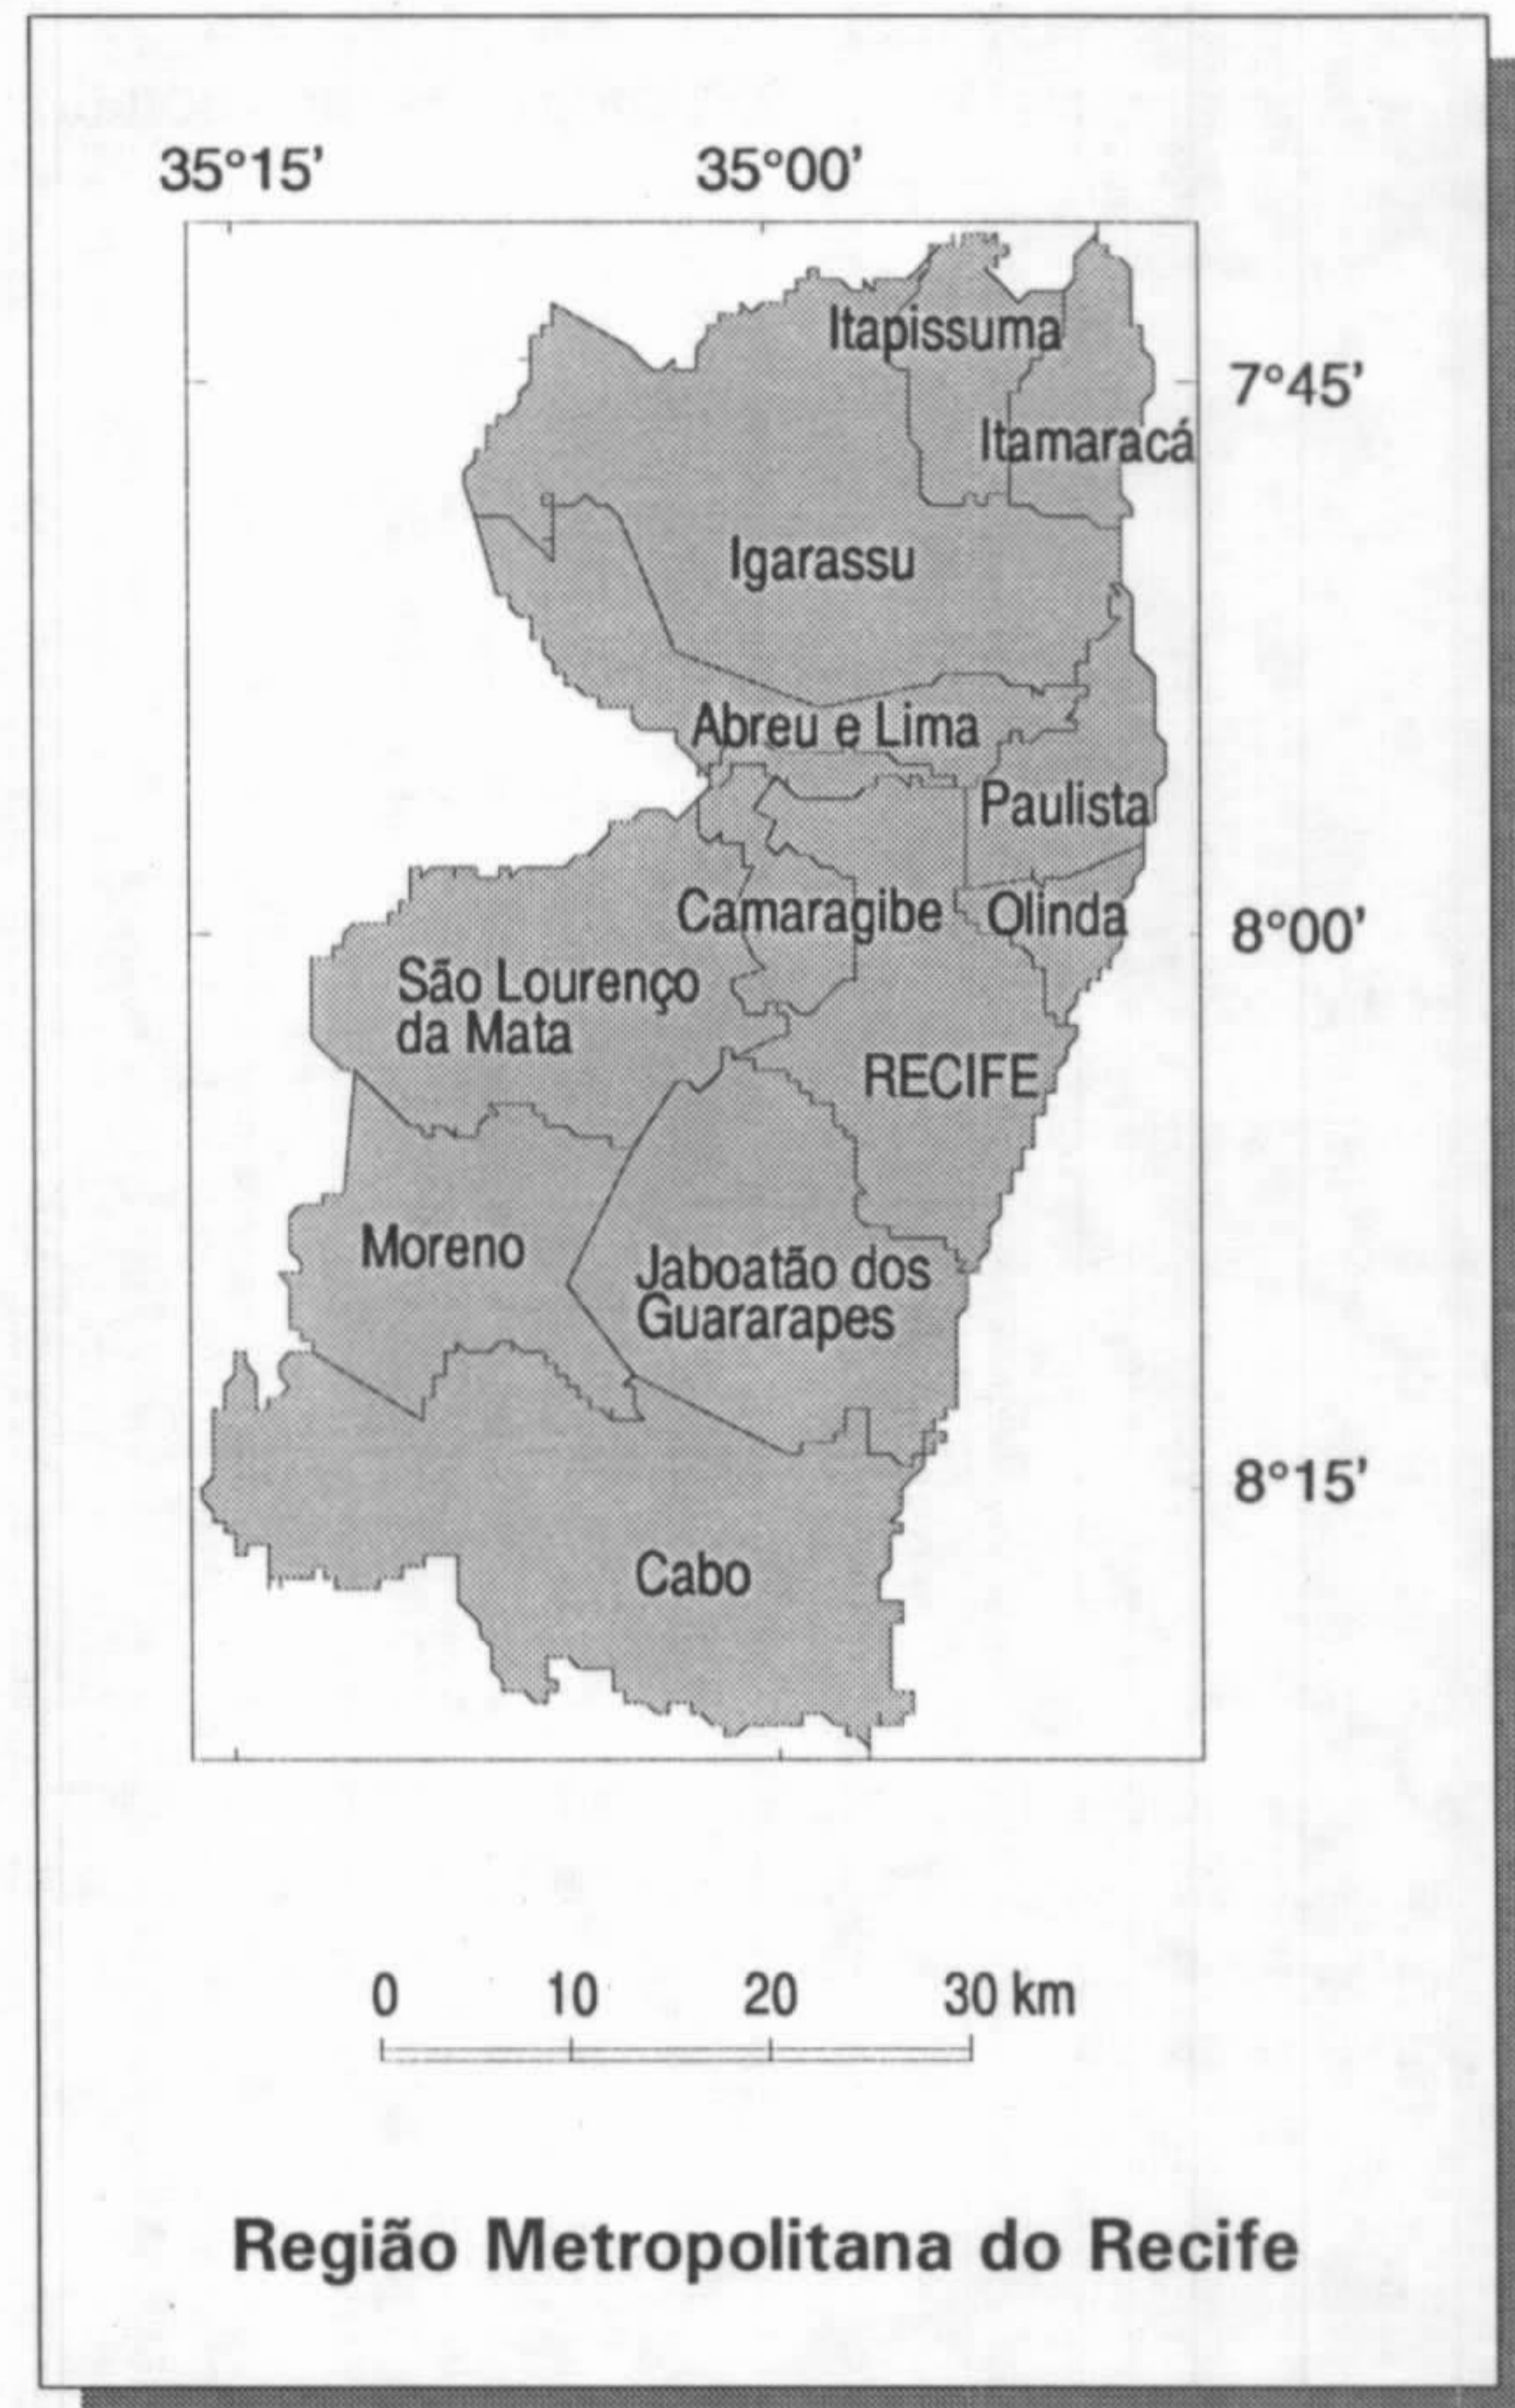 35°15' 35°00'
Itapissuma
7°45'
Itamaracá
Igarassu
Abreu e Lima
Paulista
Camaragibe
Olinda
8°00'
São Lourenço
da Mata
RECIFE
Moreno
Jaboatão dos
Guararapes
8°15'
Cabo
0 10 20 30 km
Região Metropolitana do Recife